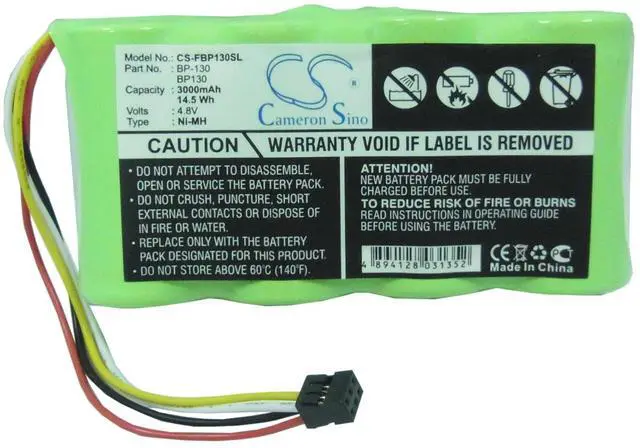 Model No.: CS-FBP130SL
Part No.: BP-130
BP130
Capacity: 3000mAh
14.5 Wh
Volts: 4.8V
Type: Ni-MH
CS
Cameron Sino
CAUTION
WARRANTY VOID IF LABEL IS REMOVED
• DO NOT ATTEMPT TO DISASSEMBLE,
OPEN OR SERVICE THE BATTERY PACK.
• DO NOT CRUSH, PUNCTURE, SHORT
EXTERNAL CONTACTS OR DISPOSE OF
IN FIRE OR WATER.
• REPLACE ONLY WITH THE BATTERY
PACK DESIGNATED FOR THIS PRODUCT.
• DO NOT STORE ABOVE 60°C (140°F).
ATTENTION!
NEW BATTERY PACK MUST BE FULLY CHARGED BEFORE USE.
TO REDUCE RISK OF FIRE OR BURNS
READ INSTRUCTIONS IN OPERATING GUIDE
BEFORE USE.
4 894128 031352
CE
Made In China